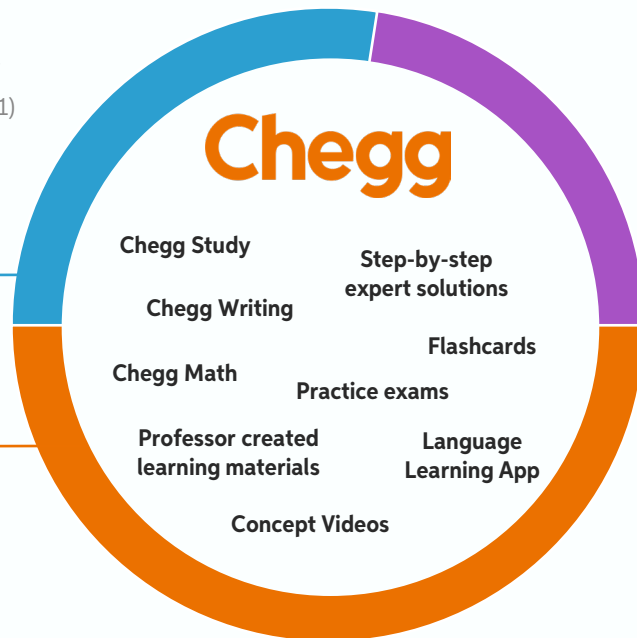 1)
Chegg
Chegg Study
Step-by-step
expert solutions
Chegg Writing
Flashcards
Chegg Math
Practice exams
Professor created
learning materials
Language
Learning App
Concept Videos